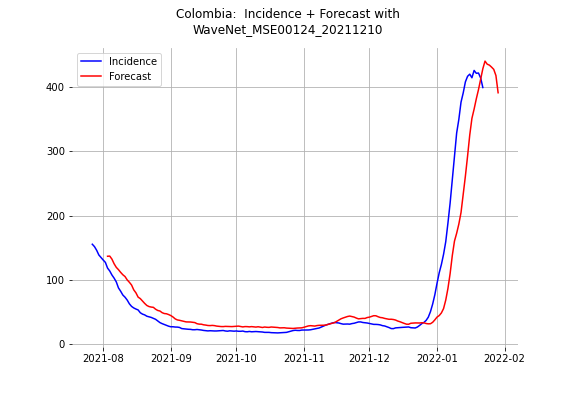 Colombia:  Incidence + Forecast with
WaveNet_MSE00124_20211210
Incidence
Forecast
400
300
200
100
0
2021-08 2021-09 2021-10 2021-11 2021-12 2022-01 2022-02